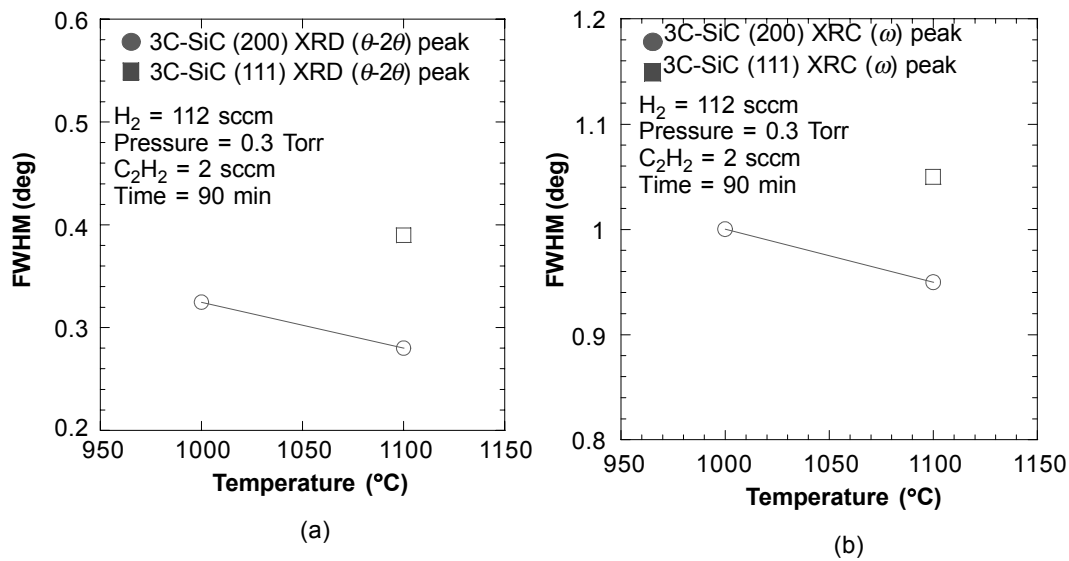 0.6
0.5
0.4
0.3
0.2
FWHM (deg)
3C-SiC (200) XRD (θ-2θ) peak
3C-SiC (111) XRD (θ-2θ) peak
H₂ = 112 sccm
Pressure = 0.3 Torr
C₂H₂ = 2 sccm
Time = 90 min
950 1000 1050 1100 1150
Temperature (°C)
(a)
1.2
1.1
1
0.9
0.8
FWHM (deg)
3C-SiC (200) XRC (ω) peak
3C-SiC (111) XRC (ω) peak
H₂ = 112 sccm
Pressure = 0.3 Torr
C₂H₂ = 2 sccm
Time = 90 min
950 1000 1050 1100 1150
Temperature (°C)
(b)